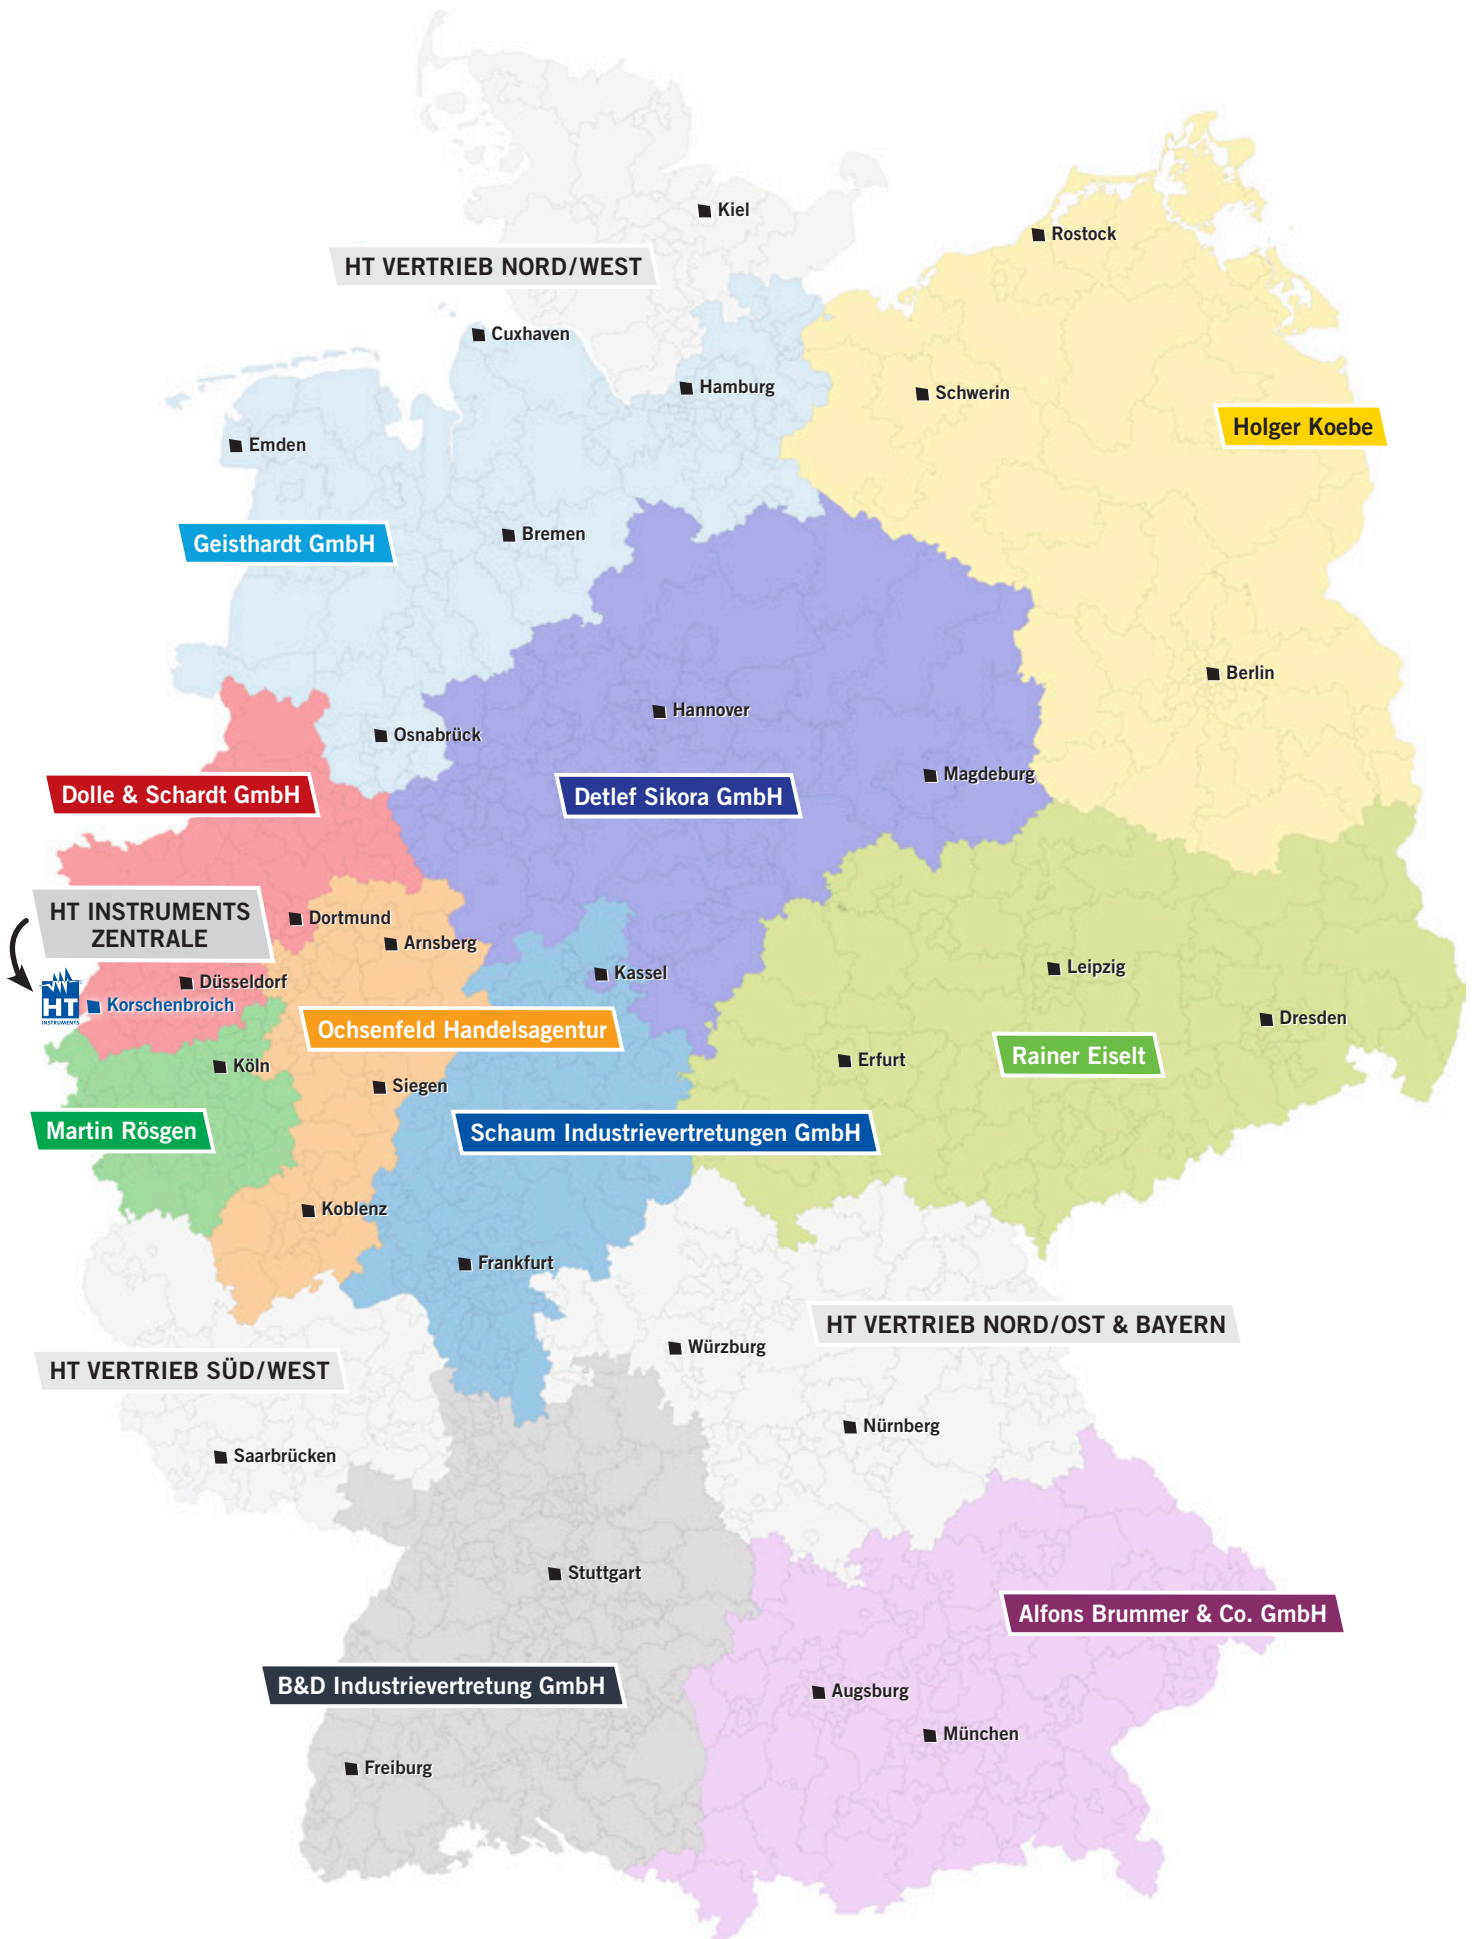 Kiel
Rostock
HT VERTRIEB NORD/WEST
Cuxhaven
Hamburg
Schwerin
Holger Koebe
Emden
Bremen
Geisthardt GmbH
Berlin
Hannover
Osnabrück
Magdeburg
Dolle & Schardt GmbH
Detlef Sikora GmbH
HT INSTRUMENTS
ZENTRALE
Dortmund
Arnsberg
Leipzig
Kassel
Düsseldorf
HT
INSTRUMENTS
Korschenbroich
Dresden
Ochsenfeld Handelsagentur
Rainer Eiselt
Erfurt
Köln
Siegen
Martin Rösgen
Schaum Industrievertretungen GmbH
Koblenz
Frankfurt
HT VERTRIEB NORD/OST & BAYERN
Würzburg
HT VERTRIEB SÜD/WEST
Nürnberg
Saarbrücken
Stuttgart
Alfons Brummer & Co. GmbH
B&D Industrievertretung GmbH
Augsburg
München
Freiburg